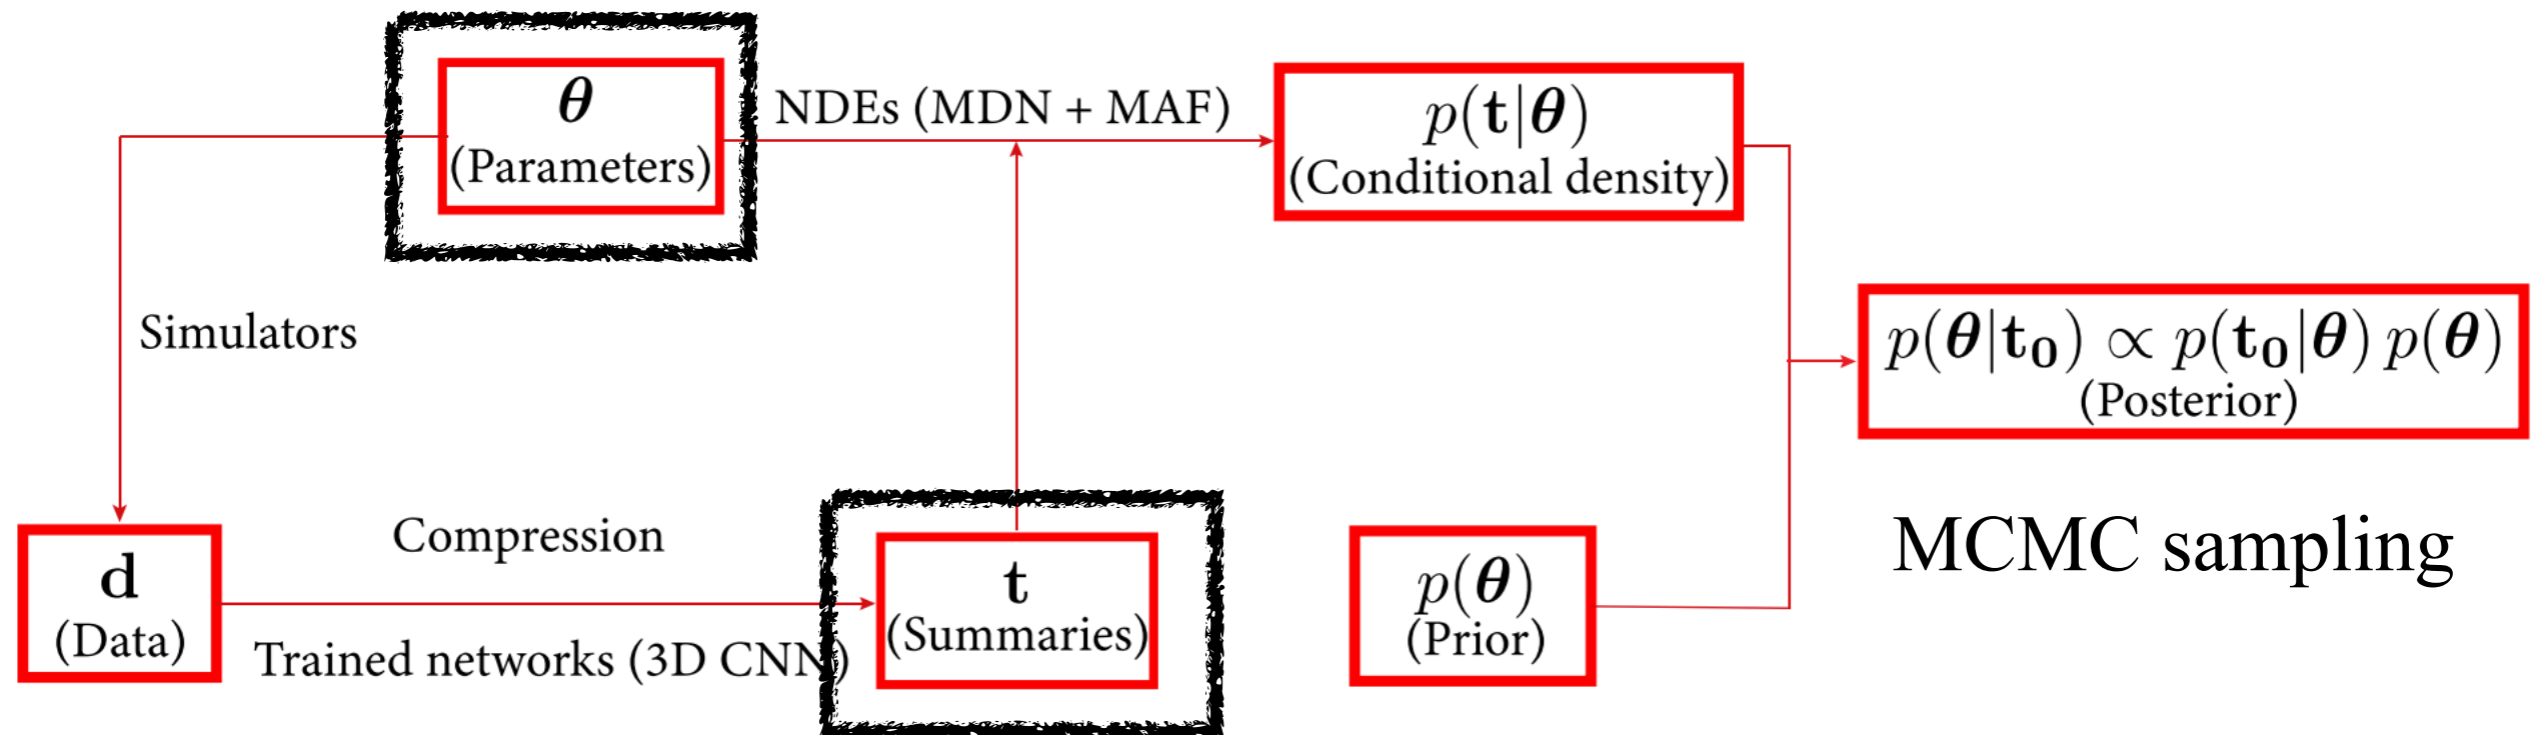 θ
(Parameters)
NDEs (MDN + MAF)
p(t|θ)
(Conditional density)
Simulators
p(θ|t₀) ∝ p(t₀|θ) p(θ)
(Posterior)
MCMC sampling
d
(Data)
Compression
Trained networks (3D CNN)
t
(Summaries)
p(θ)
(Prior)